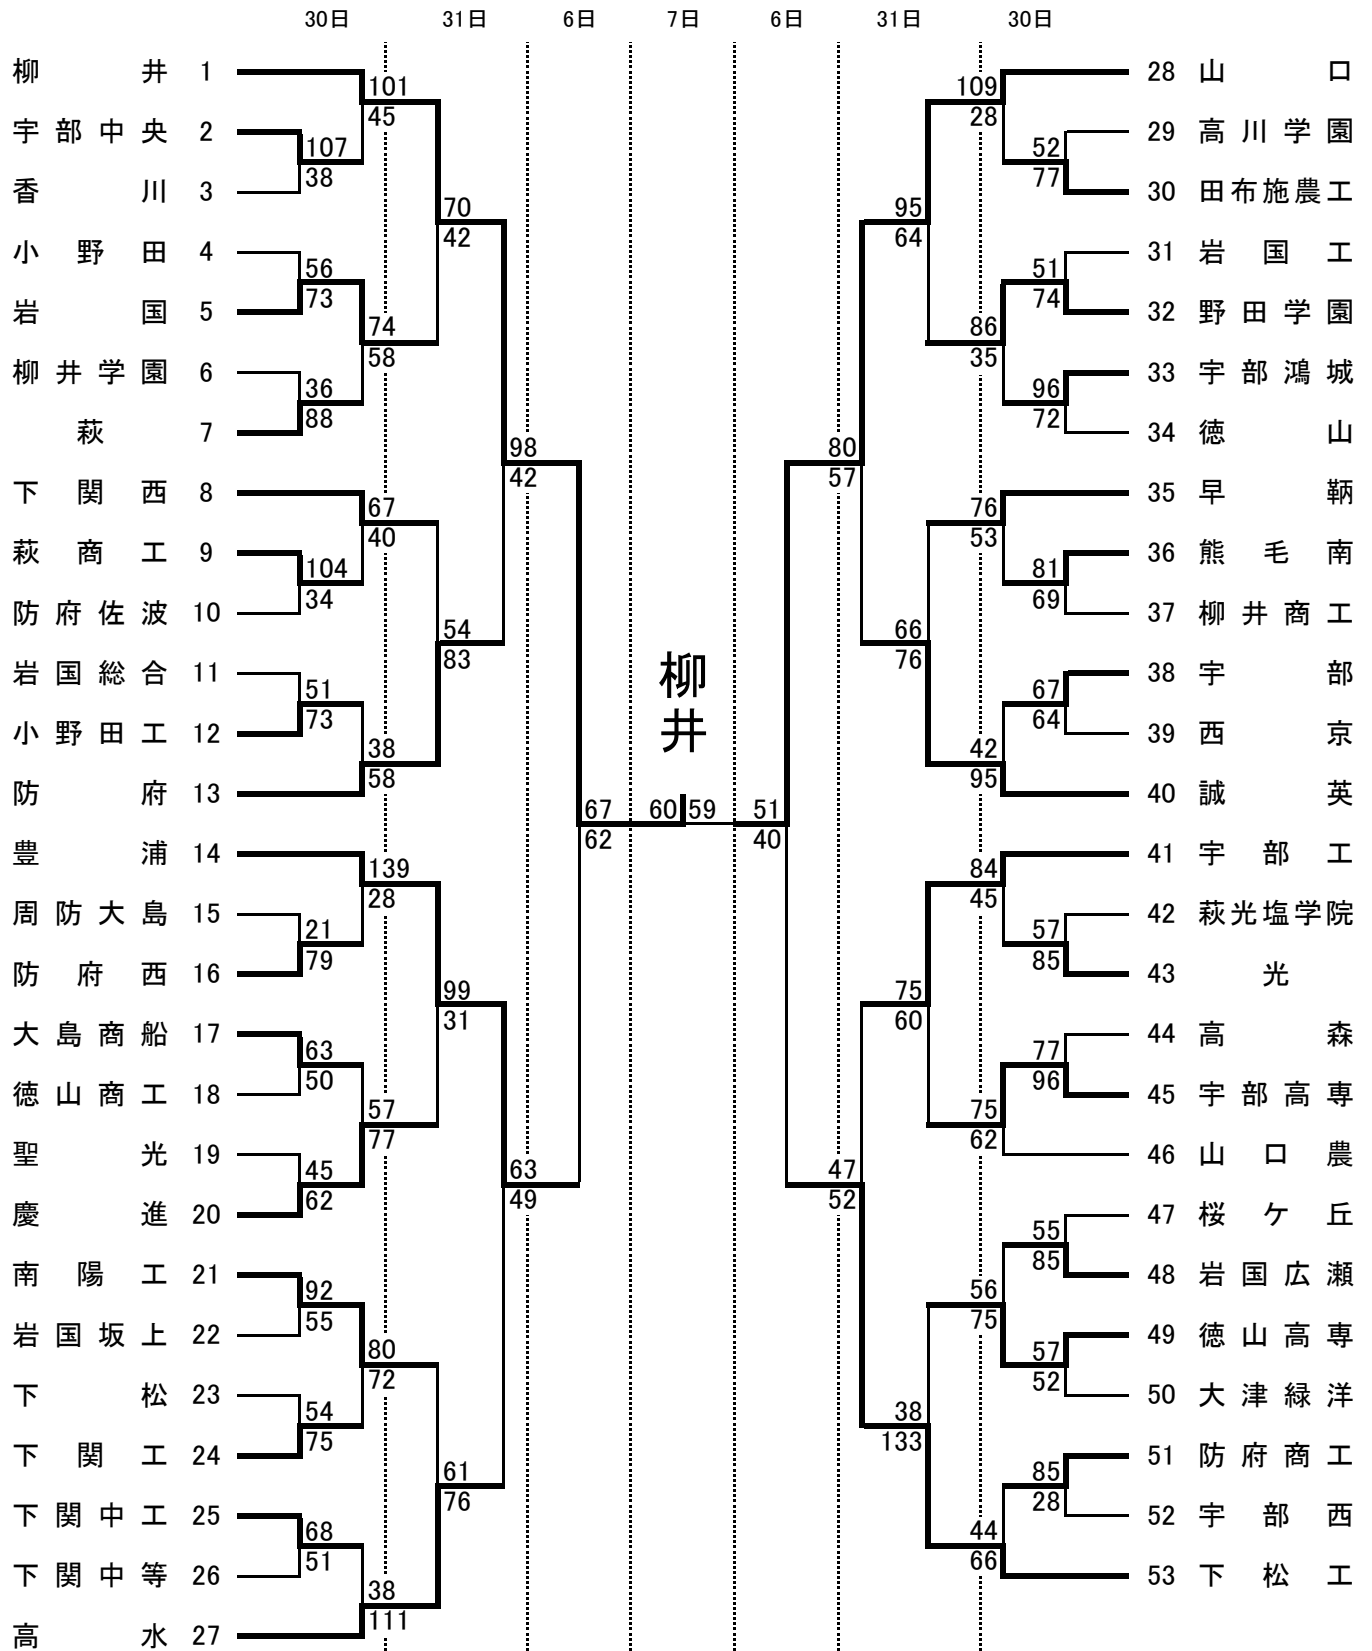 30日 31日 6日 7日 6日 31日 30日
柳井 1
101
45
宇部中央 2
107
38
香川 3
70
42
小野田 4
56
73
岩国 5
74
58
柳井学園 6
36
88
萩 7
98
42
下関西 8
67
40
萩商工 9
104
34
防府佐波 10
54
83
岩国総合 11
51
73
小野田工 12
38
58
防府 13
67
62
豊浦 14
139
28
周防大島 15
21
79
防府西 16
99
31
大島商船 17
63
50
徳山商工 18
57
77
聖光 19
45
62
慶進 20
63
49
南陽工 21
92
55
岩国坂上 22
80
72
下松 23
54
75
下関工 24
61
76
下関中工 25
68
51
下関中等 26
38
111
高水 27
柳井
60 59
28 山口
109
28
29 高川学園
52
77
30 田布施農工
95
64
31 岩国工
51
74
32 野田学園
86
35
33 宇部鴻城
96
72
34 徳山
80
57
35 早鞆
76
53
36 熊毛南
81
69
37 柳井商工
66
76
38 宇部
67
64
39 西京
42
95
40 誠英
51
40
41 宇部工
84
45
42 萩光塩学院
57
85
43 光
75
60
44 高森
77
96
45 宇部高専
75
62
46 山口農
47
52
47 桜ケ丘
55
85
48 岩国広瀬
56
75
49 徳山高専
57
52
50 大津緑洋
38
133
51 防府商工
85
28
52 宇部西
44
66
53 下松工